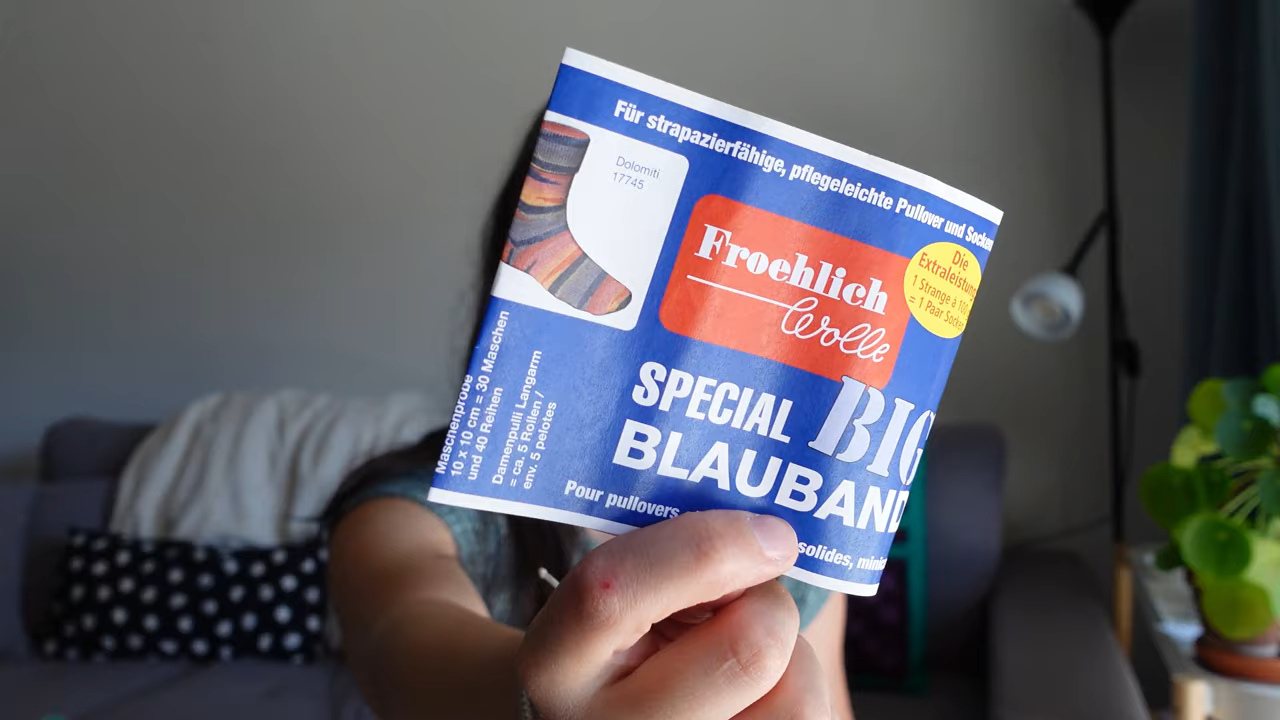 Für strapazierfähige, pflegeleichte Pullover und Socken
Dolomiti
17745
Froehlich
Wolle
Die
Extraleistung
1 Strange à 100
= 1 Paar Socken
SPECIAL BIG
BLAUBAND
Maschenprobe
10 x 10 cm = 30 Maschen
und 40 Reihen
Damenpulli Langarm
= ca. 5 Rollen /
env. 5 pelotes
Pour pullovers
solides,